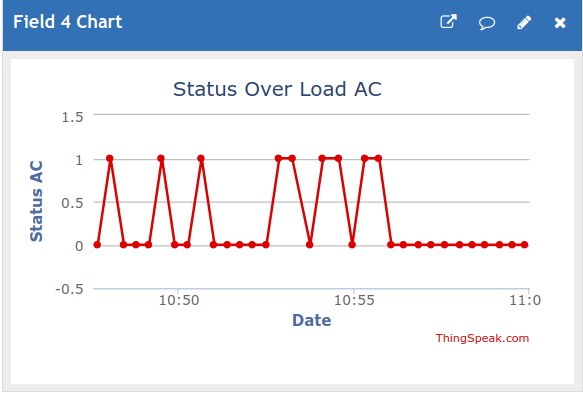 Field 4 Chart
Status Over Load AC
1.5
1
0.5
0
-0.5
Status AC
10:50 10:55 11:0
Date
ThingSpeak.com